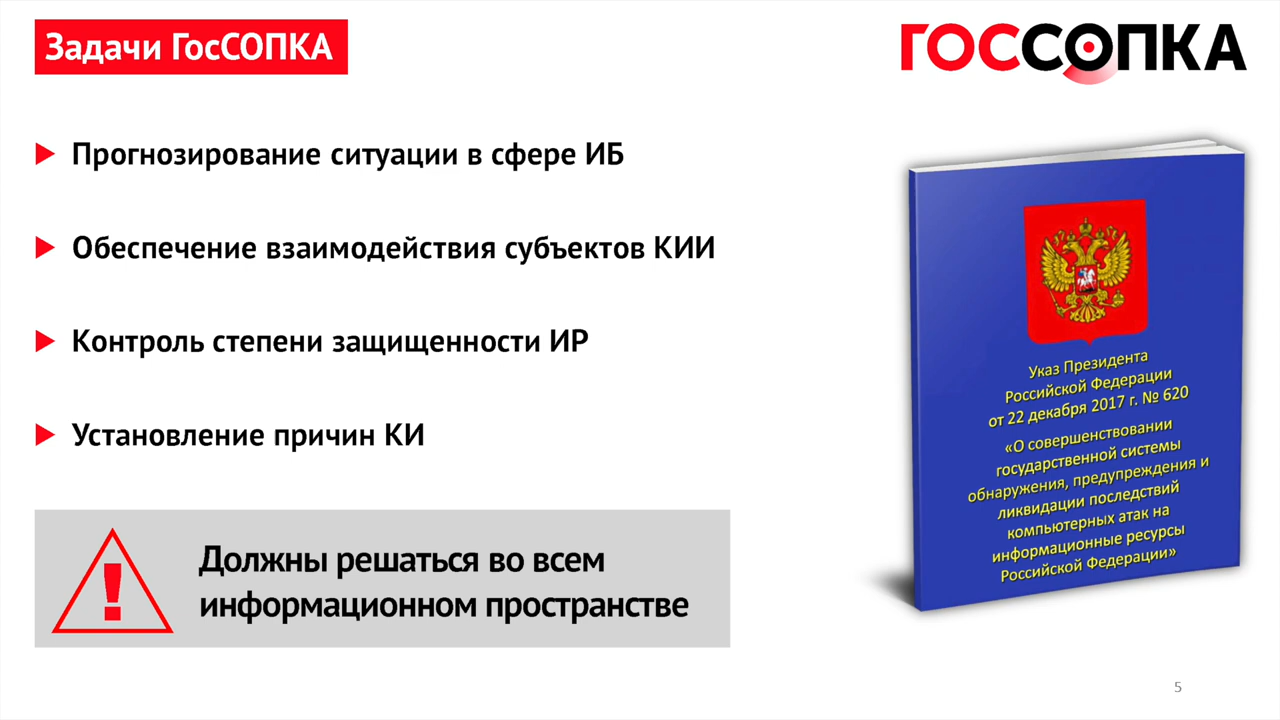 Задачи ГосСОПКА
ГОССОПКА
Прогнозирование ситуации в сфере ИБ
Обеспечение взаимодействия субъектов КИИ
Контроль степени защищенности ИР
Установление причин КИ
Должны решаться во всем
информационном пространстве
Указ Президента
Российской Федерации
от 22 декабря 2017 г. № 620
«О совершенствовании
государственной системы
обнаружения, предупреждения и
ликвидации последствий
компьютерных атак на
информационные ресурсы
Российской Федерации»
5